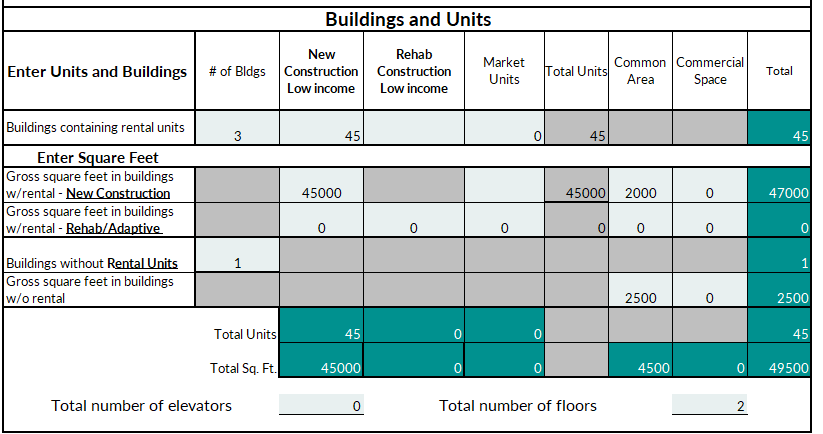 Buildings and Units
Enter Units and Buildings # of Bldgs New Construction Low income Rehab Construction Low income Market Units Total Units Common Area Commercial Space Total
Buildings containing rental units 3 45 0 45 45
Enter Square Feet
Gross square feet in buildings
w/rental - New Construction 45000 45000 2000 0 47000
Gross square feet in buildings
w/rental - Rehab/Adaptive 0 0 0 0 0 0 0
Buildings without Rental Units 1 1
Gross square feet in buildings
w/o rental 2500 0 2500
Total Units 45 0 0 45
Total Sq. Ft. 45000 0 0 4500 0 49500
Total number of elevators 0 Total number of floors 2